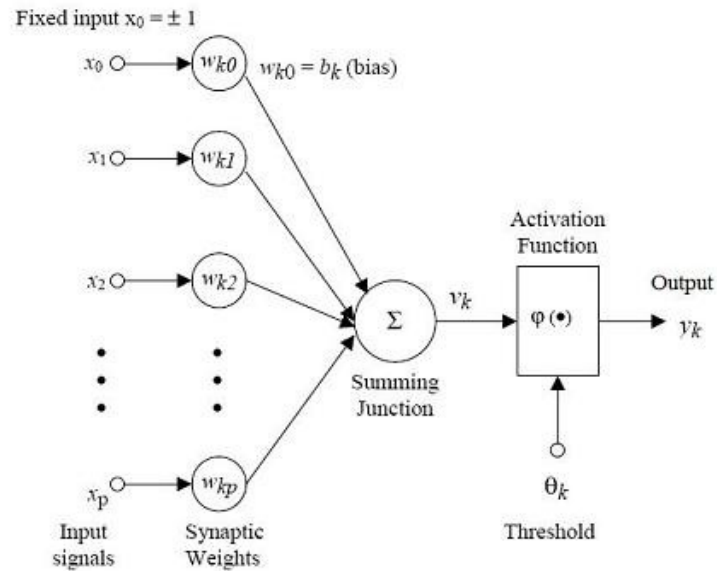 Fixed input x₀ = ± 1
x₀
wₖ₀
wₖ₀ = bₖ (bias)
x₁
wₖ₁
Activation
Function
x₂
wₖ₂
Σ
vₖ
φ (•)
Output
yₖ
Summing
Junction
xₚ
wₖₚ
θₖ
Input
signals
Synaptic
Weights
Threshold